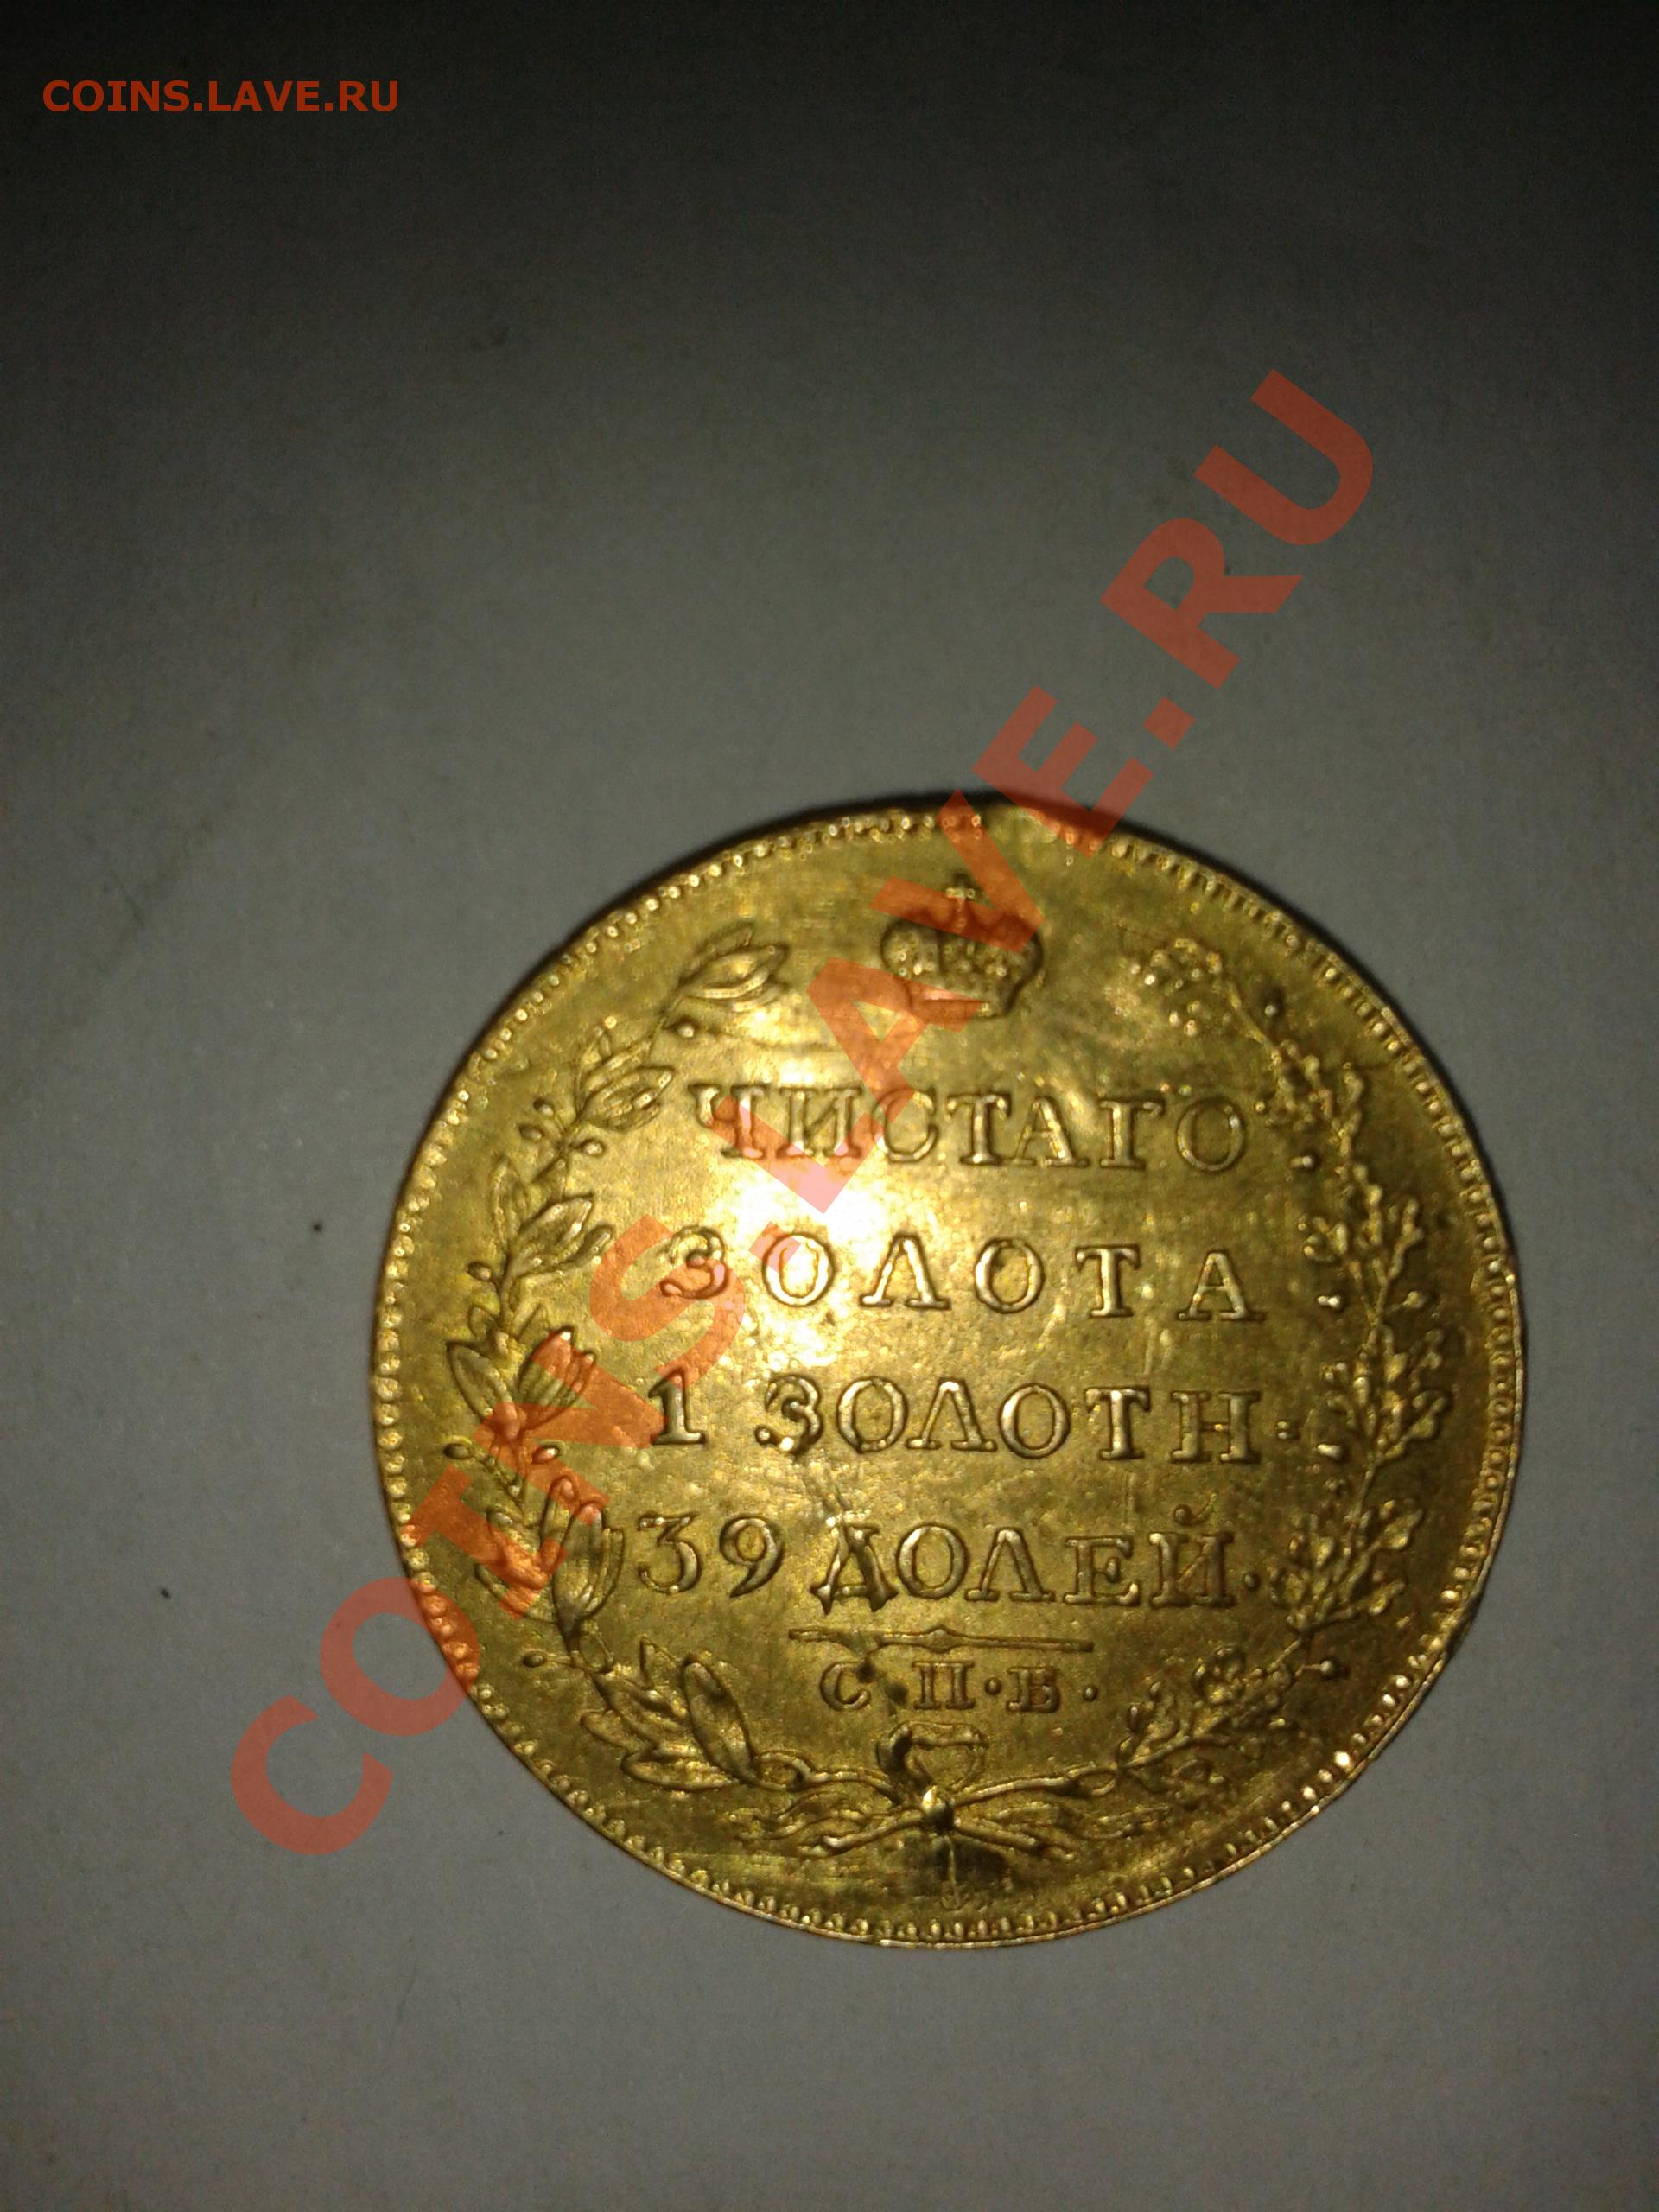 COINS.LAVE.RU
COINS.LAVE.RU
ЧИСТАГО
ЗОЛОТА
1 ЗОЛОТН:
39 ДОЛЕЙ.
С П·Б·